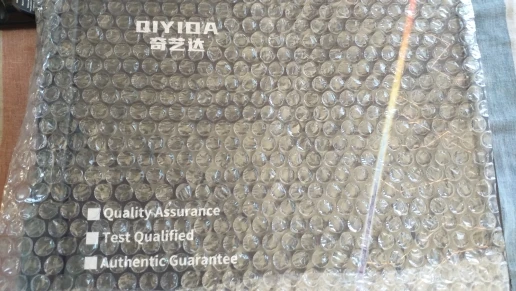 QIYIDA
奇艺达
Quality Assurance
Test Qualified
Authentic Guarantee